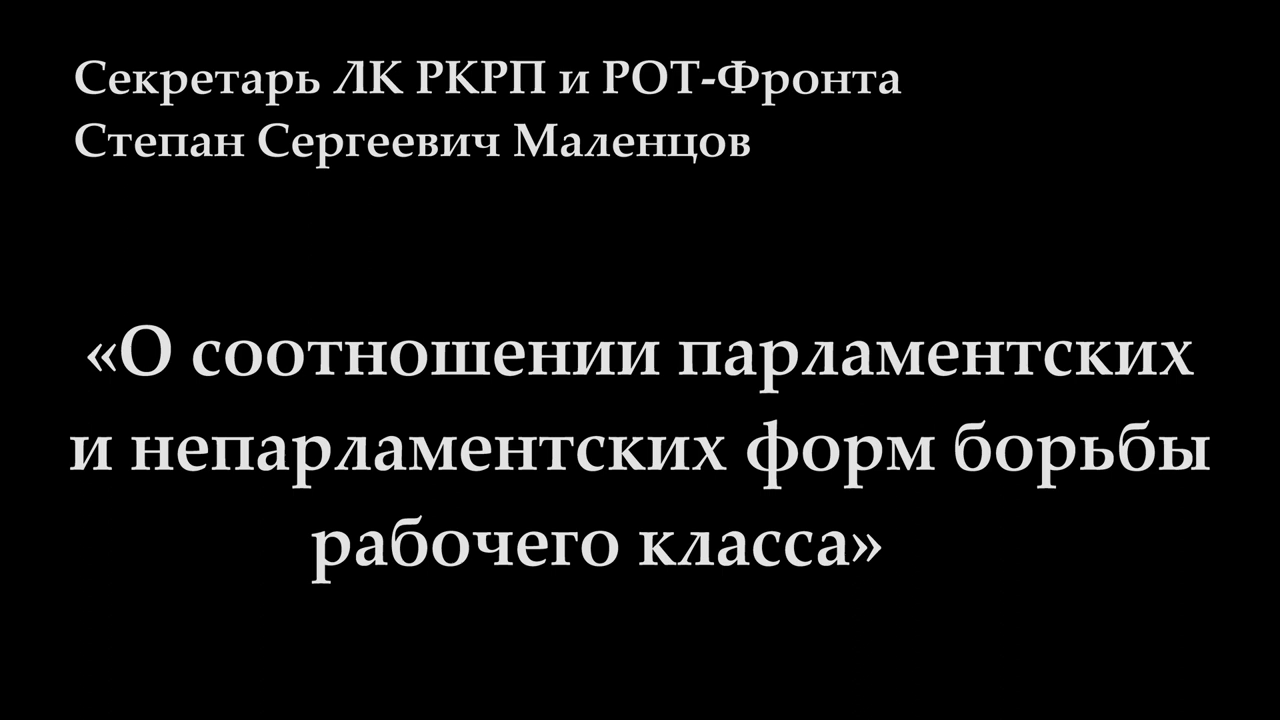 Секретарь ЛК РКРП и РОТ-Фронта
Степан Сергеевич Маленцов
«О соотношении парламентских
и непарламентских форм борьбы
рабочего класса»